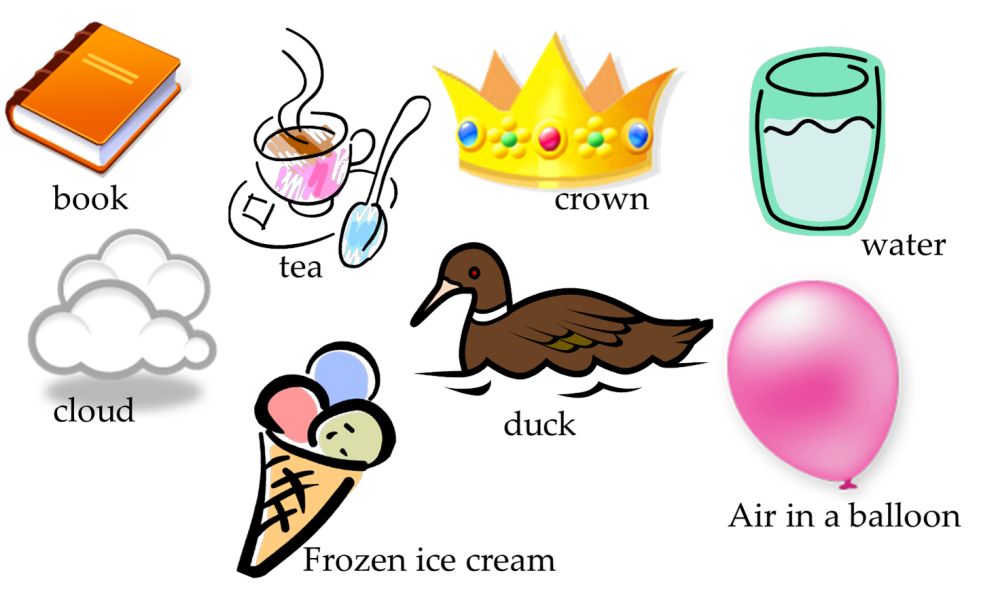 book
crown
water
tea
cloud
duck
Air in a balloon
Frozen ice cream